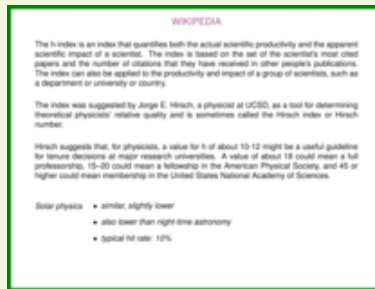 WIKIPEDIA
The h-index is an index that quantifies both the actual scientific productivity and the apparent
scientific impact of a scientist. The index is based on the set of the scientist's most cited
papers and the number of citations that they have received in other people's publications.
The index can also be applied to the productivity and impact of a group of scientists, such as
a department or university or country.
The index was suggested by Jorge E. Hirsch, a physicist at UCSD, as a tool for determining
theoretical physicists' relative quality and is sometimes called the Hirsch index or Hirsch
number.
Hirsch suggests that, for physicists, a value for h of about 10-12 might be a useful guideline
for tenure decisions at major research universities. A value of about 18 could mean a full
professorship, 15–20 could mean a fellowship in the American Physical Society, and 45 or
higher could mean membership in the United States National Academy of Sciences.
Solar physics • similar, slightly lower
• also lower than night-time astronomy
• typical hit rate: 10%